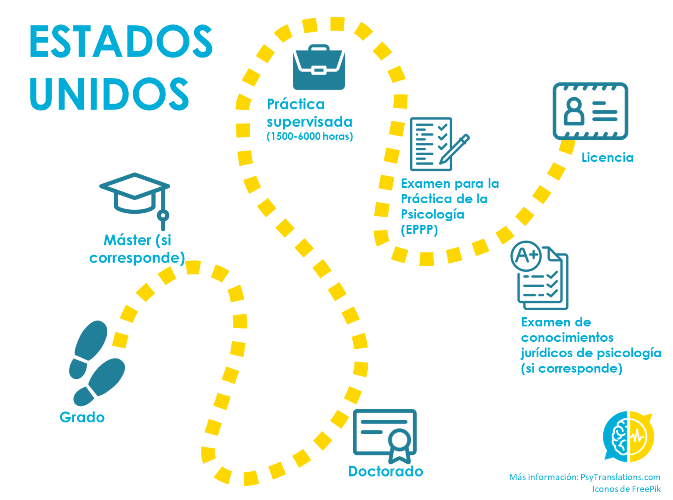 ESTADOS
UNIDOS
Práctica
supervisada
(1500-6000 horas)
Licencia
Examen para la
Práctica de la
Psicología
(EPPP)
Máster (si
corresponde)
A+
Examen de
conocimientos
jurídicos de psicología
(si corresponde)
Grado
Doctorado
Más información: PsyTranslations.com
Iconos de FreePik